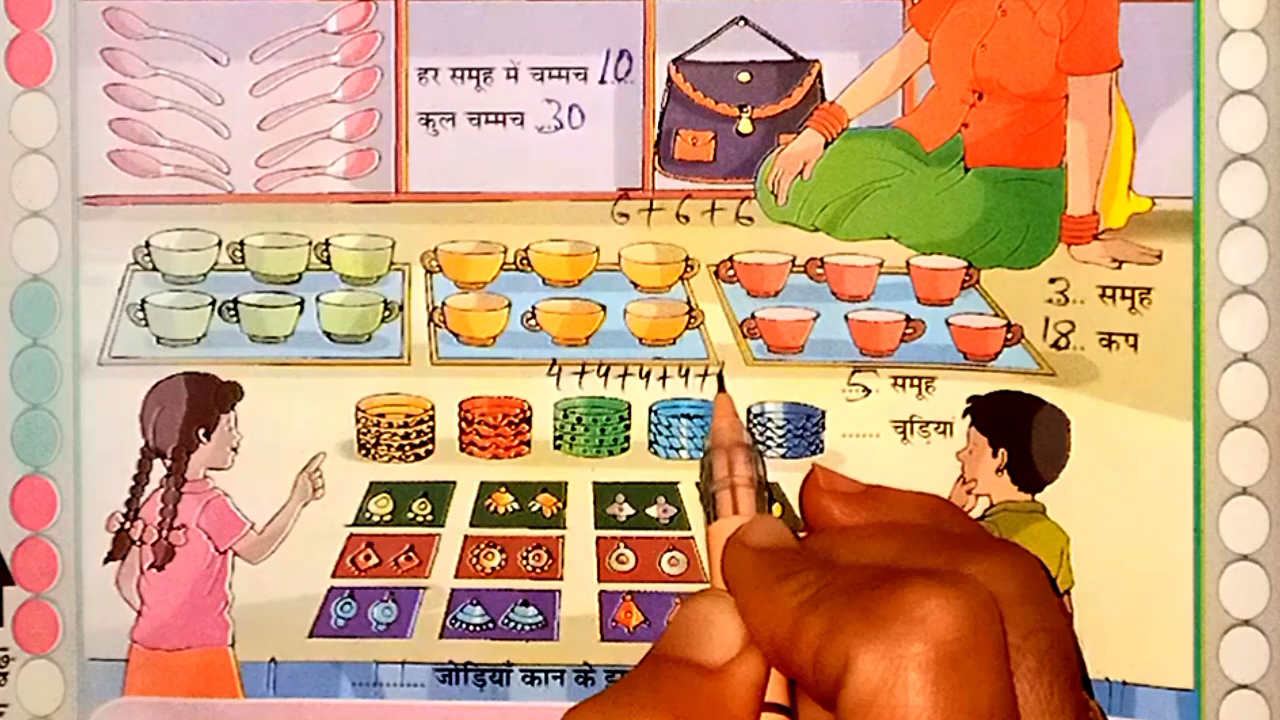 हर समूह में चम्मच 10
कुल चम्मच 30
6+6+6
3.. समूह
18.. कप
4+4+4+4+
5.. समूह
...... चूड़ियां
........... जोड़ियाँ कान के